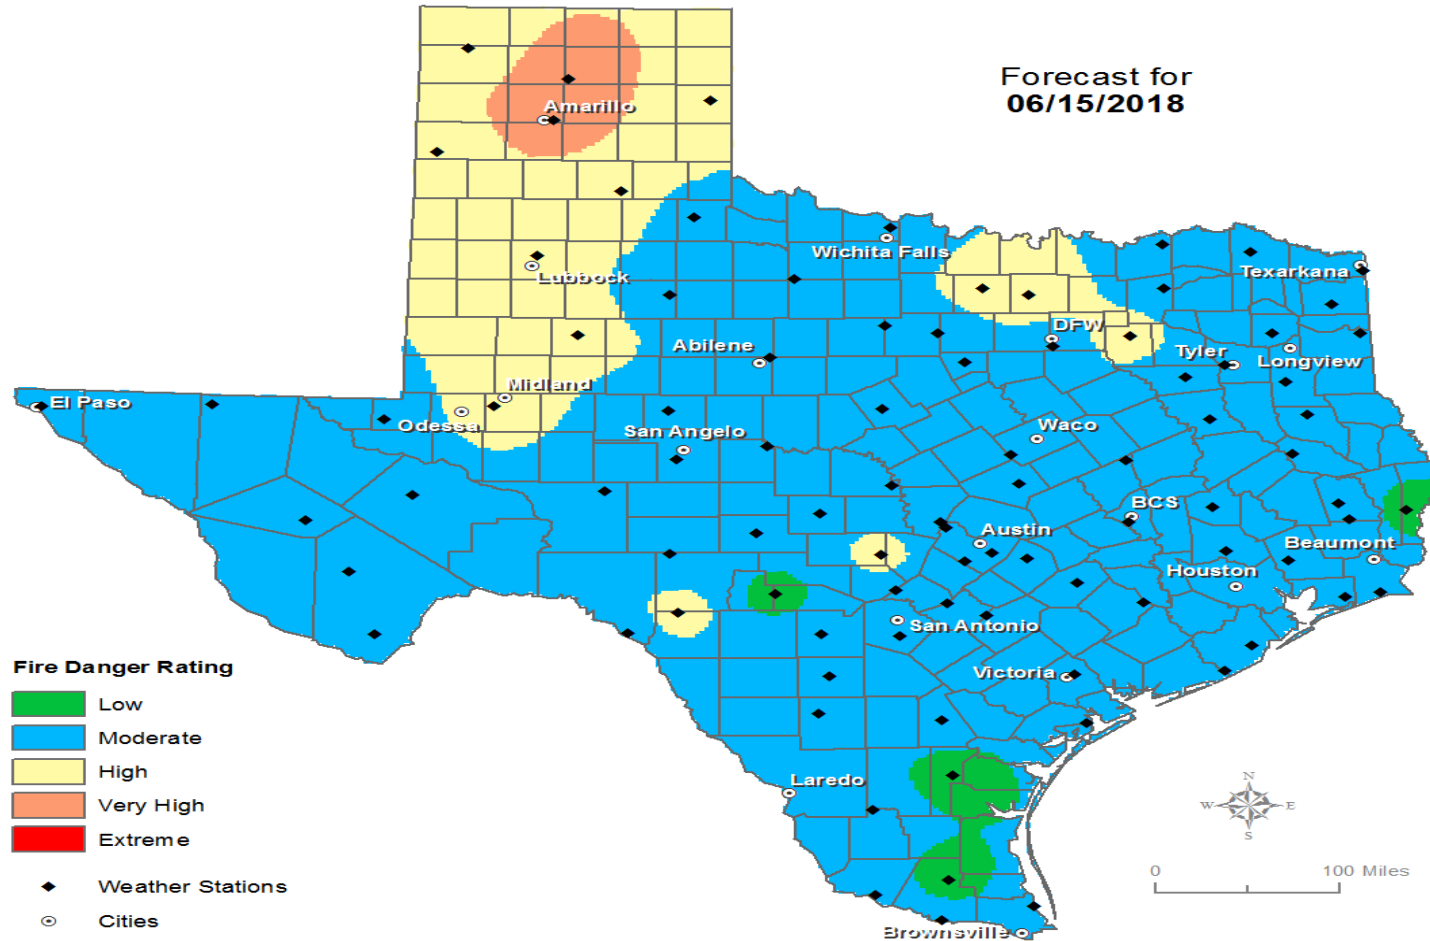 Forecast for
06/15/2018
Amarillo
Wichita Falls
Lubbock
Texarkana
DFW
Abilene
Tyler
Longview
Midland
El Paso
Odessa
San Angelo
Waco
BCS
Austin
Beaumont
Houston
San Antonio
Victoria
Laredo
Brownsville
Fire Danger Rating
Low
Moderate
High
Very High
Extreme
Weather Stations
Cities
N
W E
S
0 100 Miles